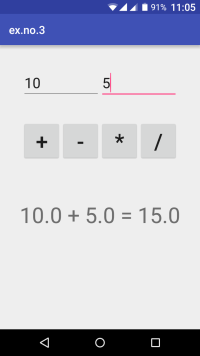 91% 11:05
ex.no.3
10 5
+ - * /
10.0 + 5.0 = 15.0